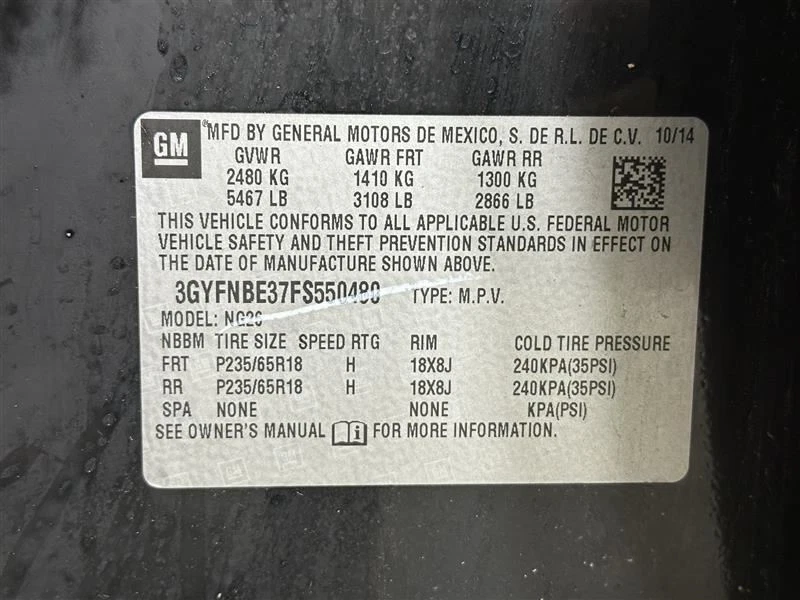 GM ®MFD BY GENERAL MOTORS DE MEXICO, S. DE R.L. DE C.V. 10/14
GVWR GAWR FRT GAWR RR
2480 KG 1410 KG 1300 KG
5467 LB 3108 LB 2866 LB
THIS VEHICLE CONFORMS TO ALL APPLICABLE U.S. FEDERAL MOTOR
VEHICLE SAFETY AND THEFT PREVENTION STANDARDS IN EFFECT ON
THE DATE OF MANUFACTURE SHOWN ABOVE.
3GYFNBE37FS550480 TYPE: M.P.V.
MODEL: NG26
NBBM TIRE SIZE SPEED RTG RIM COLD TIRE PRESSURE
FRT P235/65R18 H 18X8J 240KPA(35PSI)
RR P235/65R18 H 18X8J 240KPA(35PSI)
SPA NONE NONE KPA(PSI)
SEE OWNER'S MANUAL i FOR MORE INFORMATION.